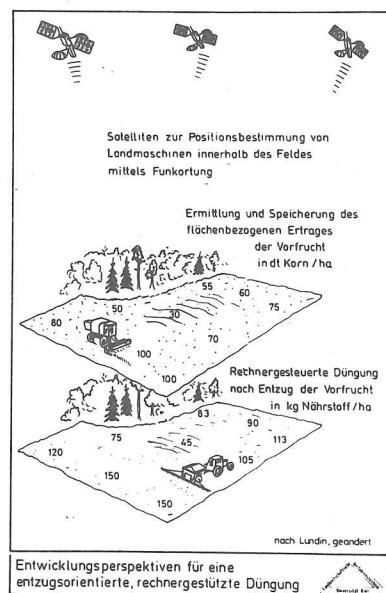 Satelliten zur Positionsbestimmung von
Landmaschinen innerhalb des Feldes
mittels Funkortung
Ermittlung und Speicherung des
flächenbezogenen Ertrages
der Vorfrucht
in dt Korn/ha
55
50
60
30
75
80
70
100
100
Rechnergesteuerte Düngung
nach Entzug der Vorfrucht
in kg Nährstoff/ha
83
75
90
45
113
120
105
150
150
nach Lundin, geändert
Entwicklungsperspektiven für eine
entzugsorientierte, rechnergestützte Düngung